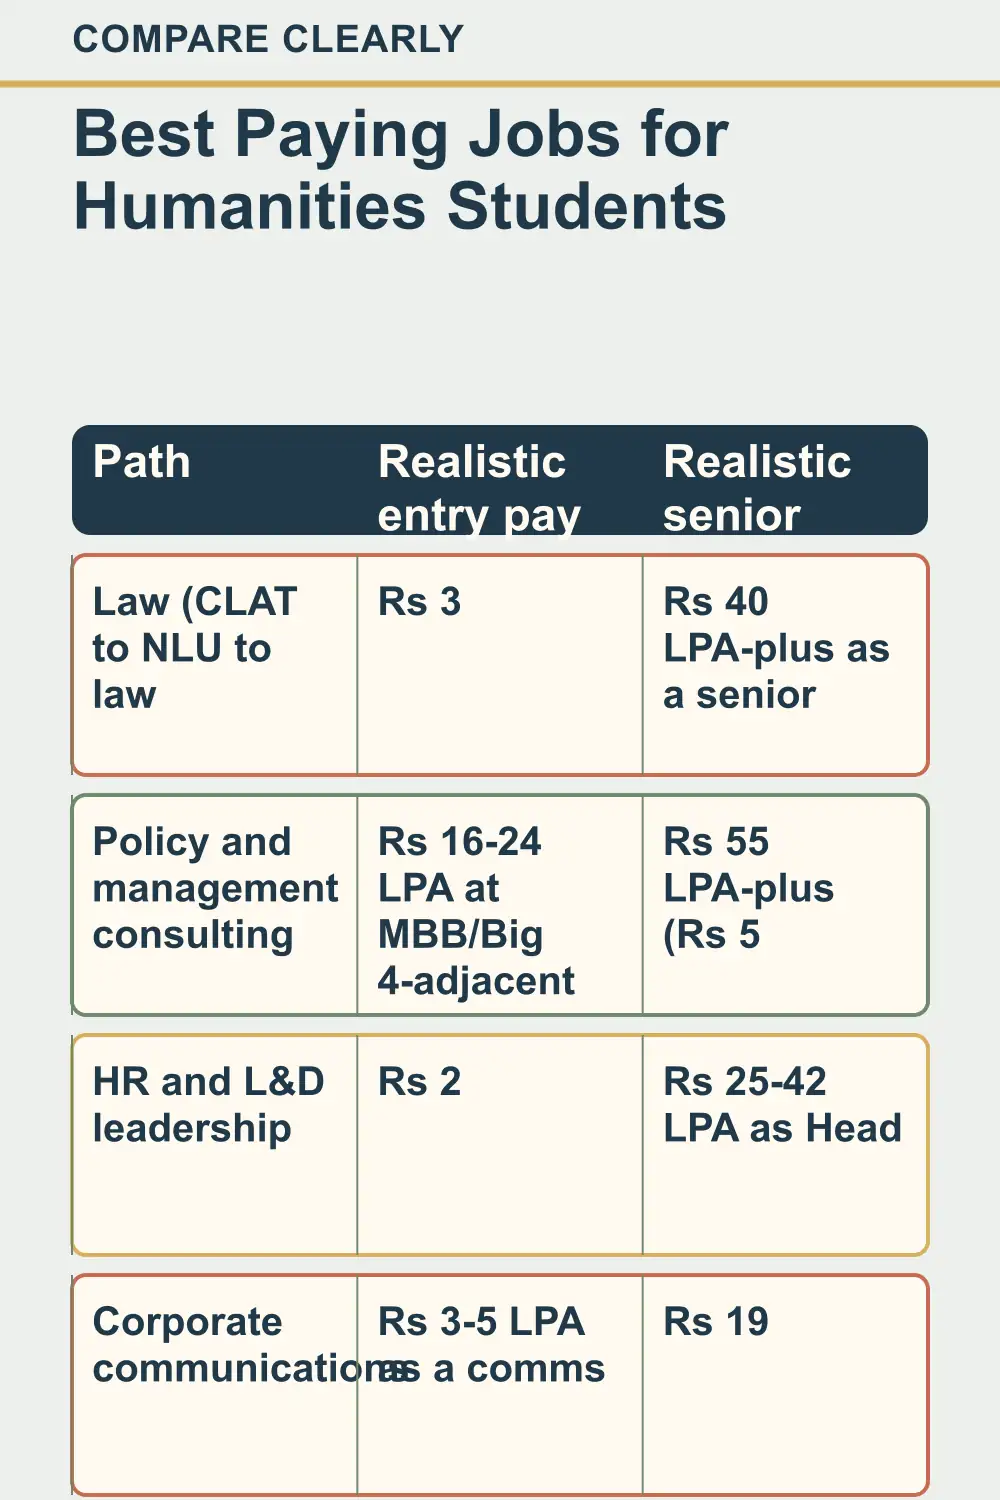 COMPARE CLEARLY
Best Paying Jobs for
Humanities Students
Path
Realistic
entry pay
Realistic
senior
Law (CLAT
to NLU to
law
Rs 3
Rs 40
LPA-plus as
a senior
Policy and
management
consulting
Rs 16-24
LPA at
MBB/Big
4-adjacent
Rs 55
LPA-plus
(Rs 5
HR and L&D
leadership
Rs 2
Rs 25-42
LPA as Head
Corporate
communications
Rs 3-5 LPA
as a comms
Rs 19